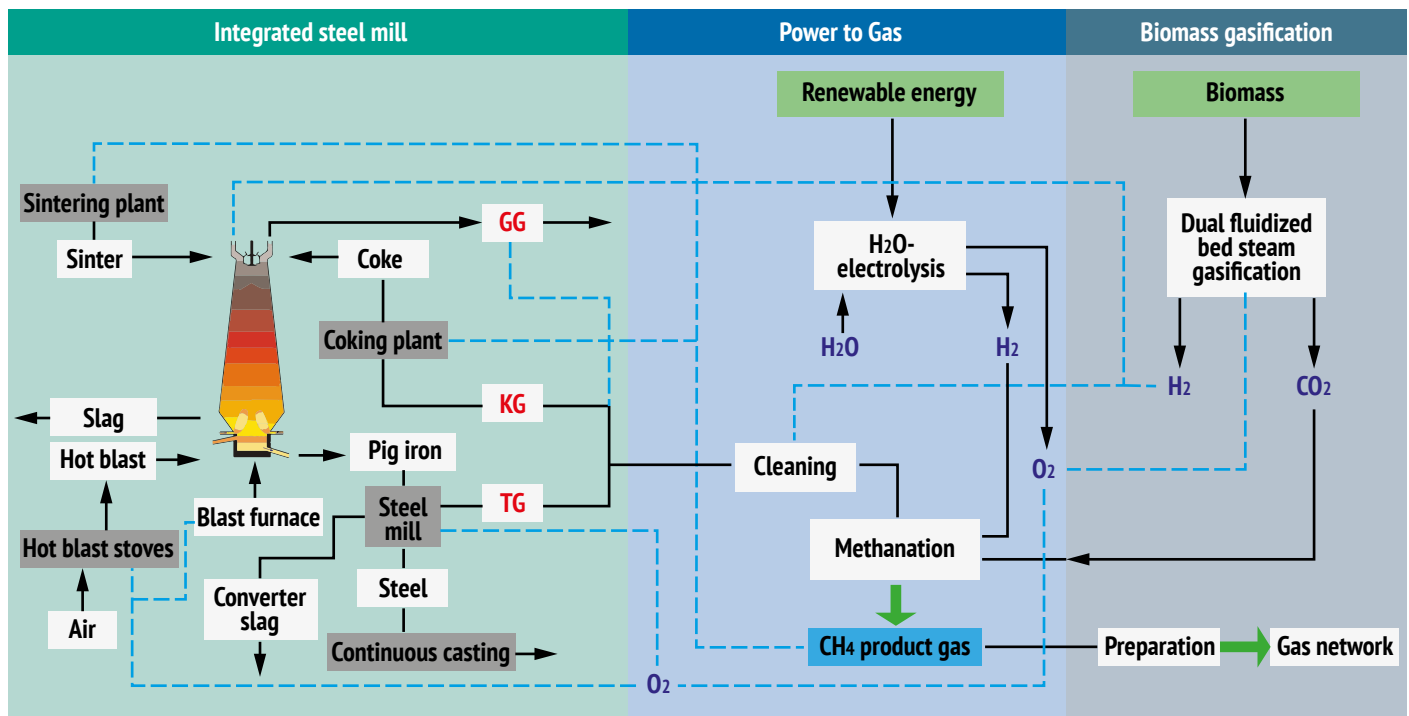 Integrated steel mill
Power to Gas
Biomass gasification
Renewable energy
Biomass
Sintering plant
Sinter
GG
Coke
Coking plant
KG
H2O-
electrolysis
H2O
H2
Dual fluidized
bed steam
gasification
H2
CO2
Slag
Hot blast
Pig iron
Cleaning
O2
Blast furnace
Steel
mill
TG
Hot blast stoves
Methanation
Air
Converter
slag
Steel
Continuous casting
CH4 product gas
Preparation
Gas network
O2